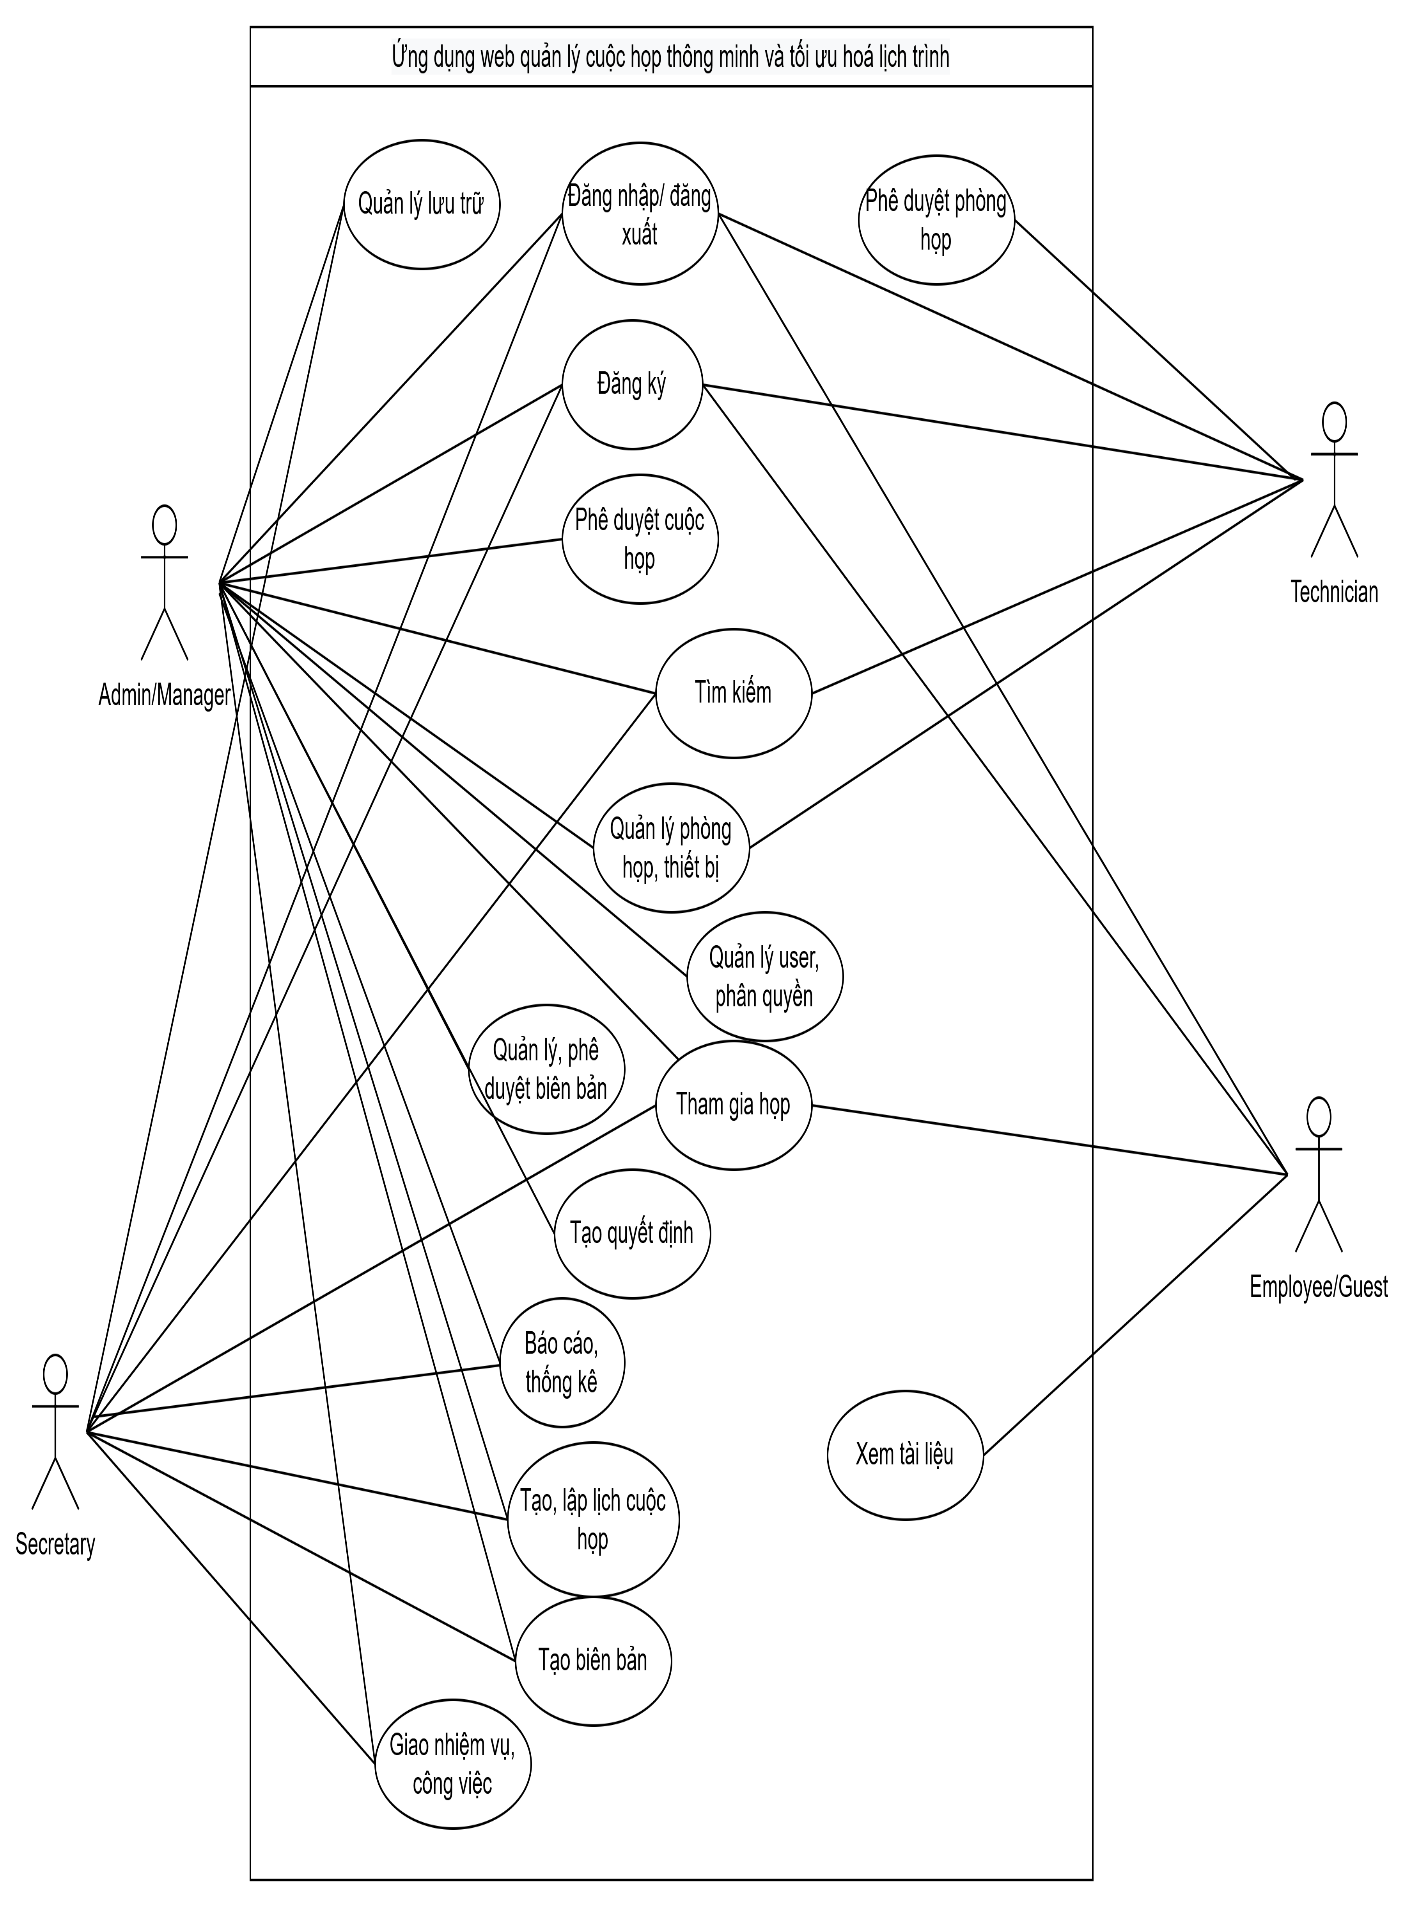 Ứng dụng web quản lý cuộc họp thông minh và tối ưu hoá lịch trình
Quản lý lưu trữ
Đăng nhập/ đăng
xuất
Phê duyệt phòng
họp
Đăng ký
Phê duyệt cuộc
họp
Technician
Admin/Manager
Tìm kiếm
Quản lý phòng
họp, thiết bị
Quản lý user,
phân quyền
Quản lý, phê
duyệt biên bản
Tham gia họp
Tạo quyết định
Employee/Guest
Báo cáo,
thống kê
Xem tài liệu
Tạo, lập lịch cuộc
họp
Secretary
Tạo biên bản
Giao nhiệm vụ,
công việc